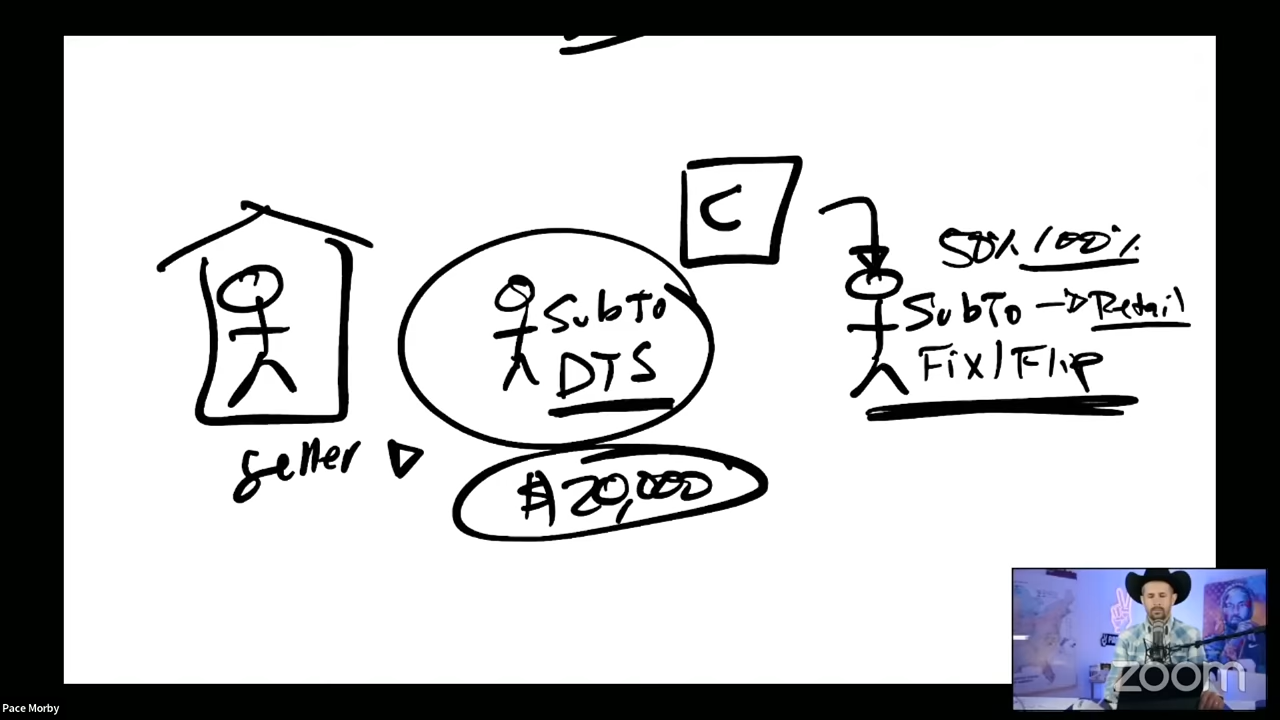 C
50% 100%
SubTo → Retail
Fix/Flip
SubTo
DTS
seller
$20,000
zoom
Pace Morby